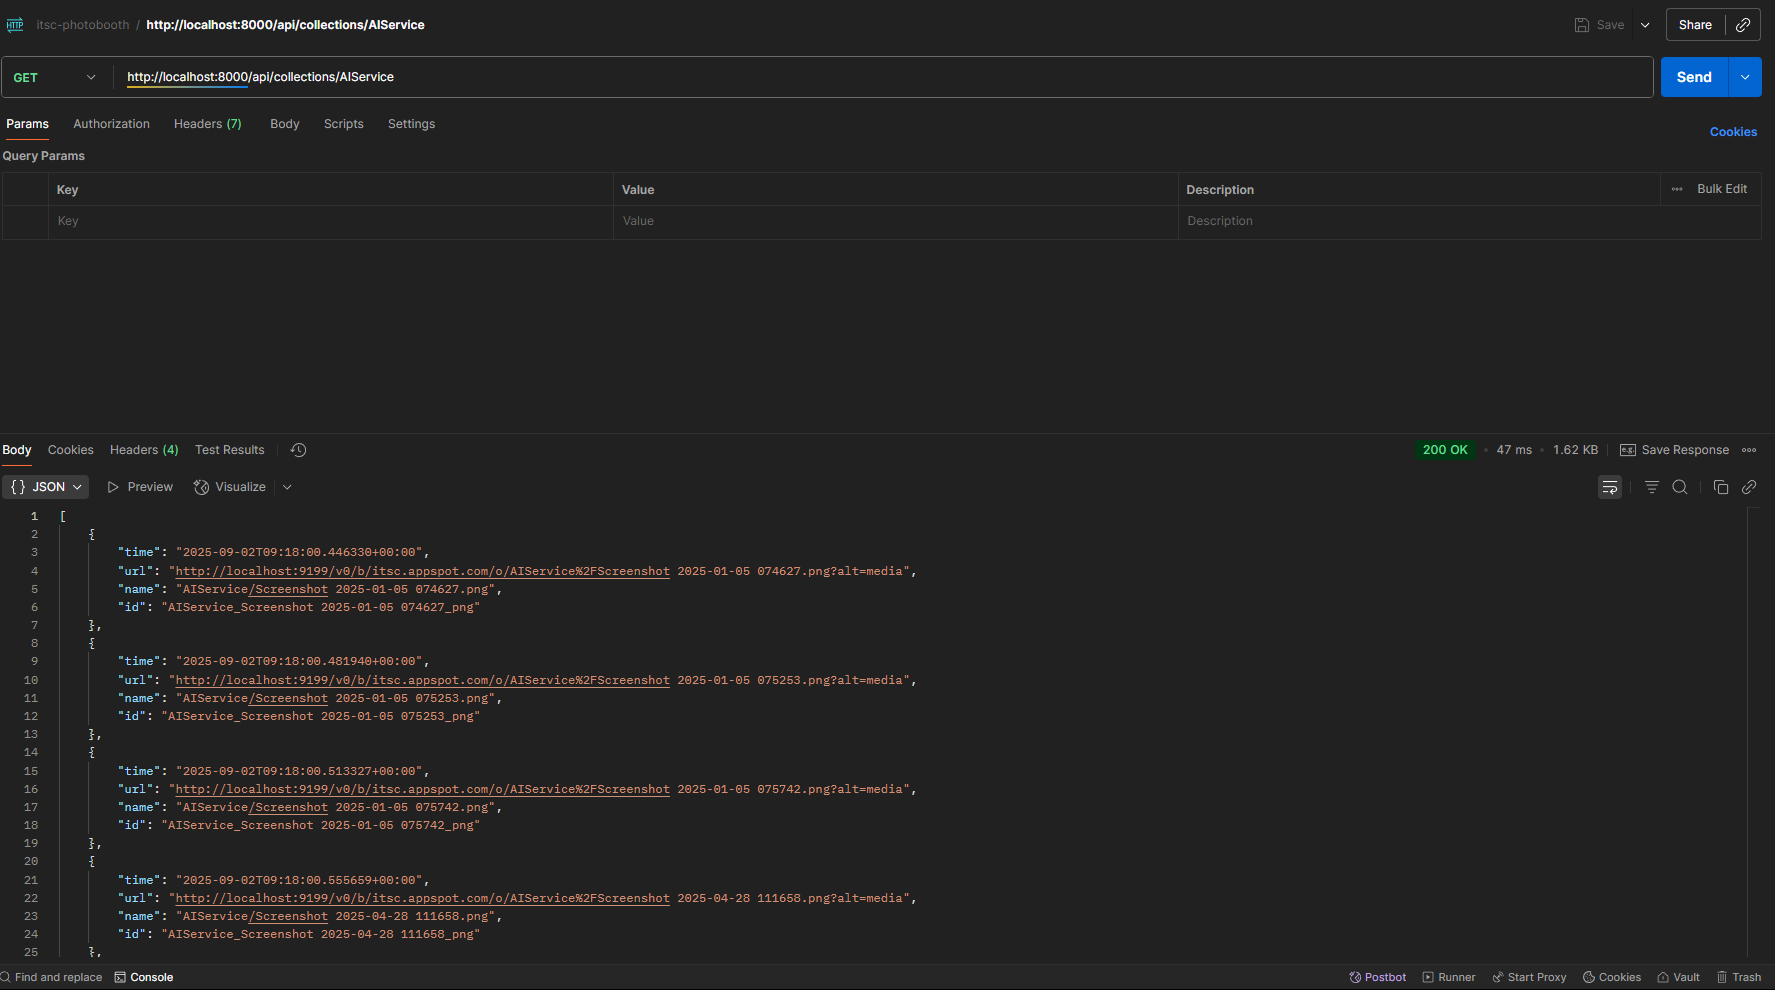 HTTP itsc-photobooth / http://localhost:8000/api/collections/AIService Save Share
GET http://localhost:8000/api/collections/AIService Send
Params Authorization Headers (7) Body Scripts Settings Cookies
Query Params
Key Value Description Bulk Edit
Key Value Description
Body Cookies Headers (4) Test Results 200 OK • 47 ms • 1.62 KB e.g. Save Response
{} JSON Preview Visualize
1 [
2 {
3 "time": "2025-09-02T09:18:00.446330+00:00",
4 "url": "http://localhost:9199/v0/b/itsc.appspot.com/o/AIService%2FScreenshot 2025-01-05 074627.png?alt=media",
5 "name": "AIService/Screenshot 2025-01-05 074627.png",
6 "id": "AIService_Screenshot 2025-01-05 074627_png"
7 },
8 {
9 "time": "2025-09-02T09:18:00.481940+00:00",
10 "url": "http://localhost:9199/v0/b/itsc.appspot.com/o/AIService%2FScreenshot 2025-01-05 075253.png?alt=media",
11 "name": "AIService/Screenshot 2025-01-05 075253.png",
12 "id": "AIService_Screenshot 2025-01-05 075253_png"
13 },
14 {
15 "time": "2025-09-02T09:18:00.513327+00:00",
16 "url": "http://localhost:9199/v0/b/itsc.appspot.com/o/AIService%2FScreenshot 2025-01-05 075742.png?alt=media",
17 "name": "AIService/Screenshot 2025-01-05 075742.png",
18 "id": "AIService_Screenshot 2025-01-05 075742_png"
19 },
20 {
21 "time": "2025-09-02T09:18:00.555659+00:00",
22 "url": "http://localhost:9199/v0/b/itsc.appspot.com/o/AIService%2FScreenshot 2025-04-28 111658.png?alt=media",
23 "name": "AIService/Screenshot 2025-04-28 111658.png",
24 "id": "AIService_Screenshot 2025-04-28 111658_png"
25 },
Find and replace Console Postbot Runner Start Proxy Cookies Vault Trash